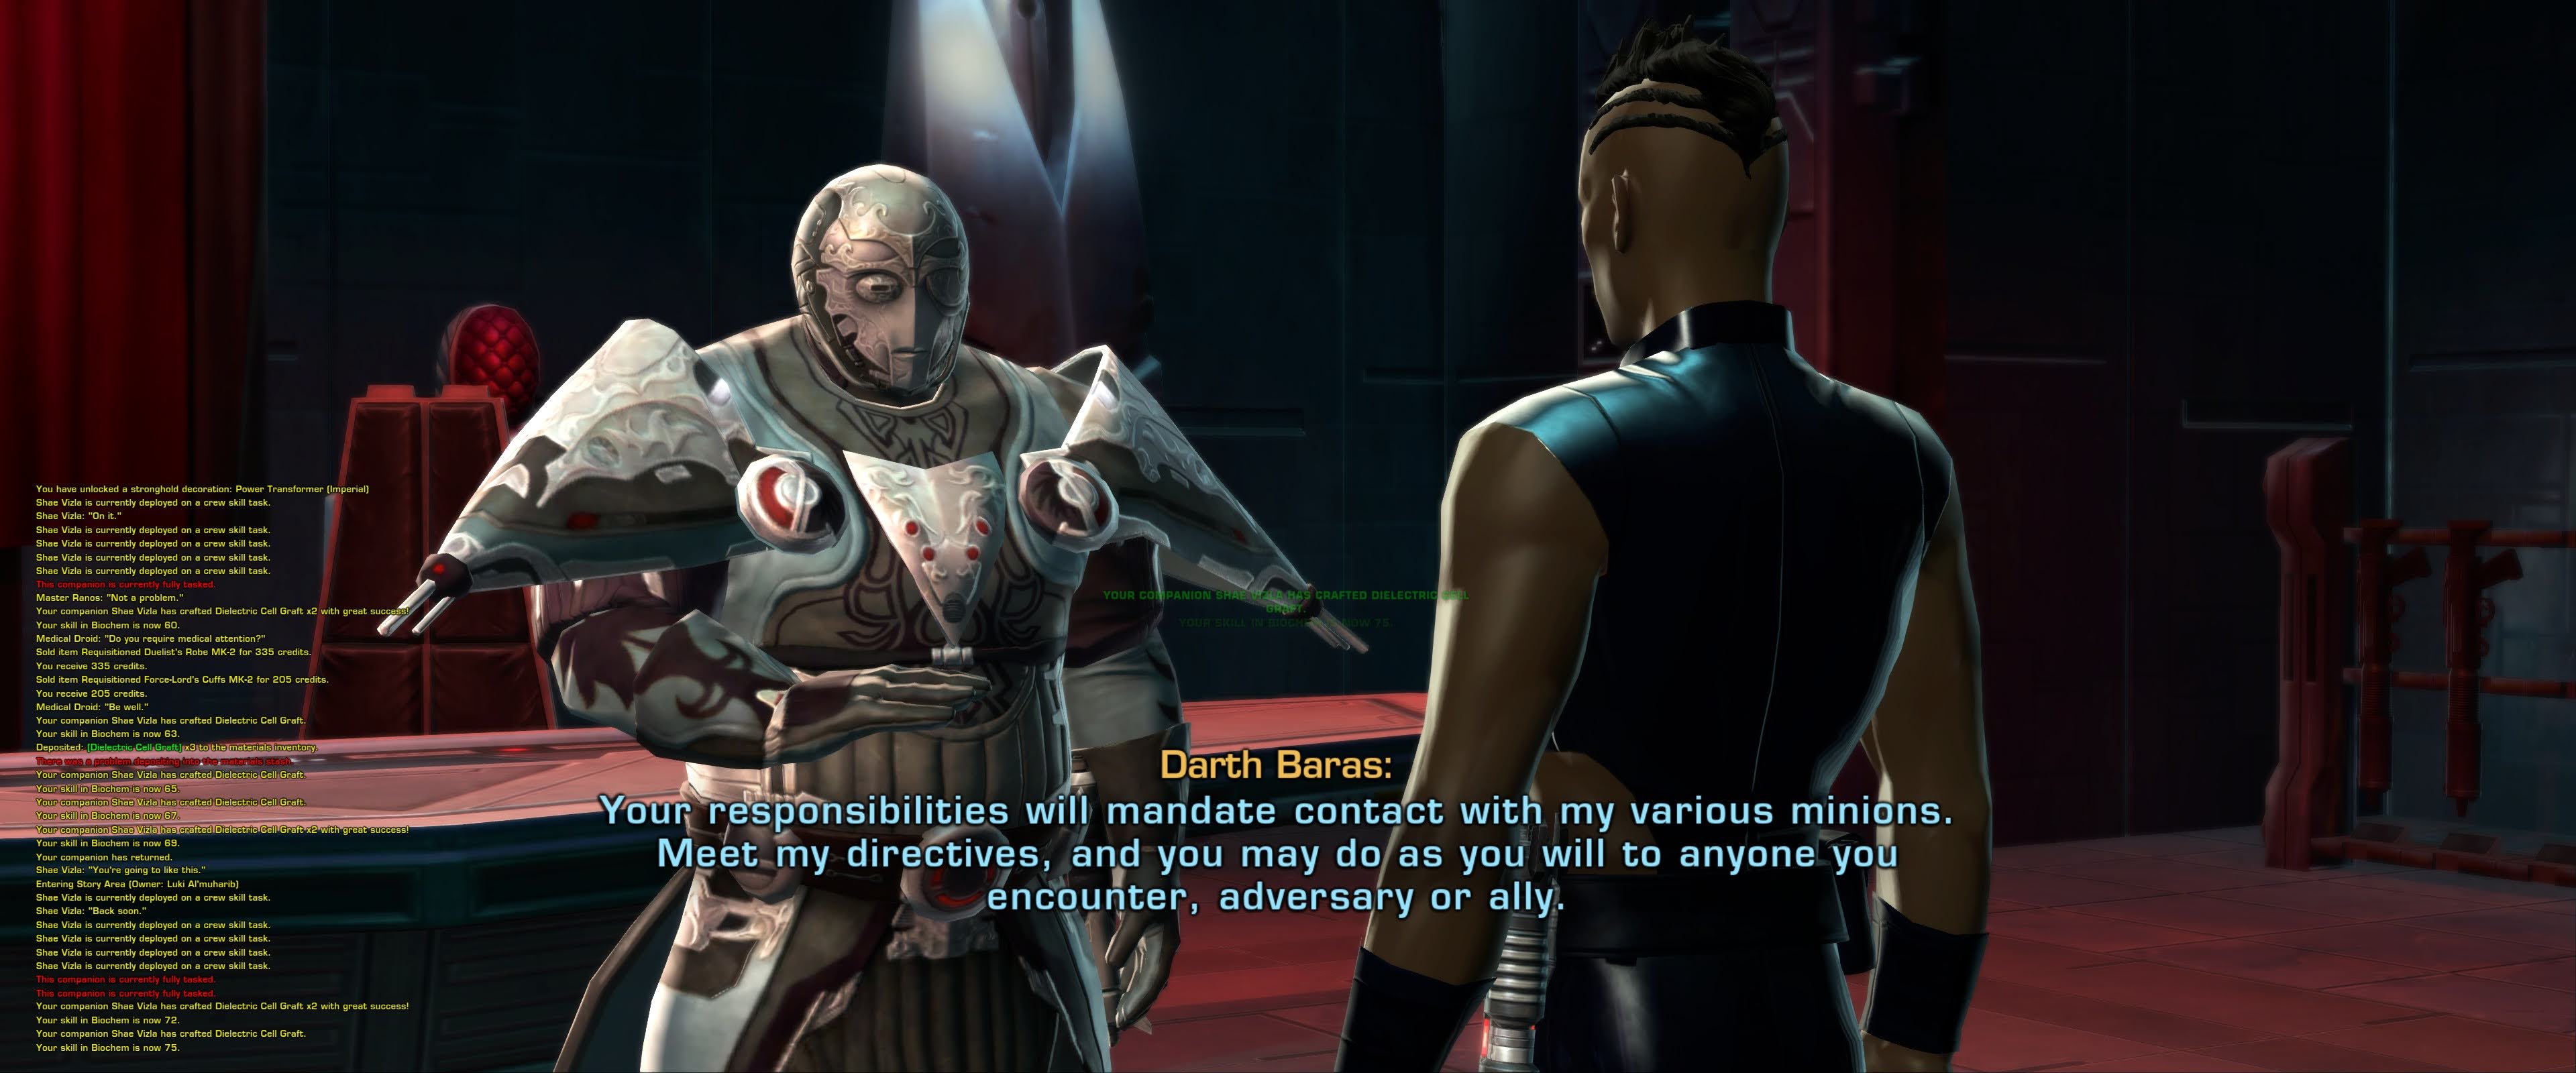 You have unlocked a stronghold decoration: Power Transformer (Imperial)
Shae Vizla is currently deployed on a crew skill task.
Shae Vizla: "On it."
Shae Vizla is currently deployed on a crew skill task.
Shae Vizla is currently deployed on a crew skill task.
Shae Vizla is currently deployed on a crew skill task.
Shae Vizla is currently deployed on a crew skill task.
This companion is currently fully tasked.
Master Ranos: "Not a problem."
Your companion Shae Vizla has crafted Dielectric Cell Graft x2 with great success!
Your skill in Biochem is now 60.
Medical Droid: "Do you require medical attention?"
Sold item Requisitioned Duelist's Robe MK-2 for 335 credits.
You receive 335 credits.
Sold item Requisitioned Force-Lord's Cuffs MK-2 for 205 credits.
You receive 205 credits.
Medical Droid: "Be well."
Your companion Shae Vizla has crafted Dielectric Cell Graft.
Your skill in Biochem is now 63.
Deposited: [Dielectric Cell Graft] x3 to the materials inventory.
There was a problem depositing into the materials stash.
Your companion Shae Vizla has crafted Dielectric Cell Graft.
Your skill in Biochem is now 65.
Your companion Shae Vizla has crafted Dielectric Cell Graft.
Your skill in Biochem is now 67.
Your companion Shae Vizla has crafted Dielectric Cell Graft x2 with great success!
Your skill in Biochem is now 69.
Your companion has returned.
Shae Vizla: "You're going to like this."
Entering Story Area (Owner: Luki Al'muharib)
Shae Vizla is currently deployed on a crew skill task.
Shae Vizla: "Back soon."
Shae Vizla is currently deployed on a crew skill task.
Shae Vizla is currently deployed on a crew skill task.
Shae Vizla is currently deployed on a crew skill task.
Shae Vizla is currently deployed on a crew skill task.
This companion is currently fully tasked.
This companion is currently fully tasked.
Your companion Shae Vizla has crafted Dielectric Cell Graft x2 with great success!
Your skill in Biochem is now 72.
Your companion Shae Vizla has crafted Dielectric Cell Graft.
Your skill in Biochem is now 75.
YOUR COMPANION SHAE VIZLA HAS CRAFTED DIELECTRIC CELL
GRAFT.
YOUR SKILL IN BIOCHEM IS NOW 75.
Darth Baras:
Your responsibilities will mandate contact with my various minions.
Meet my directives, and you may do as you will to anyone you
encounter, adversary or ally.